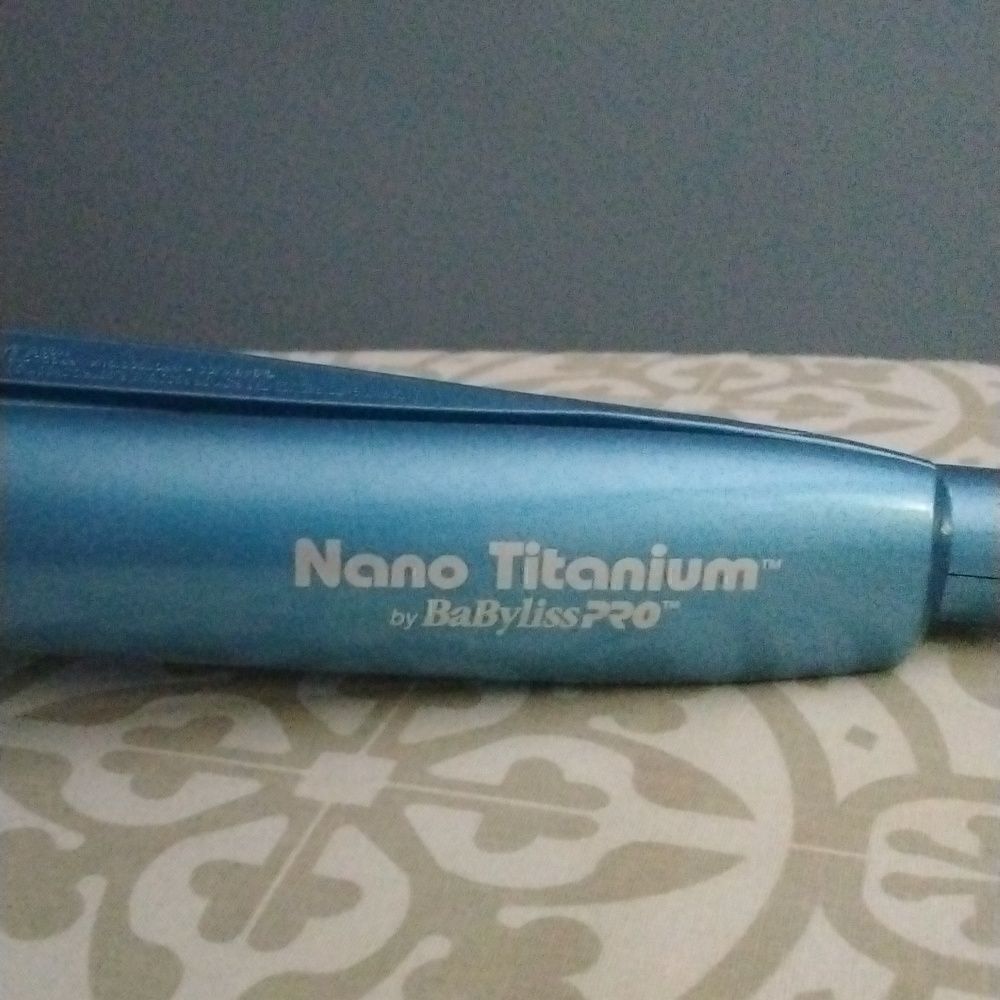 Nano Titanium™
by BaBylissPRO™